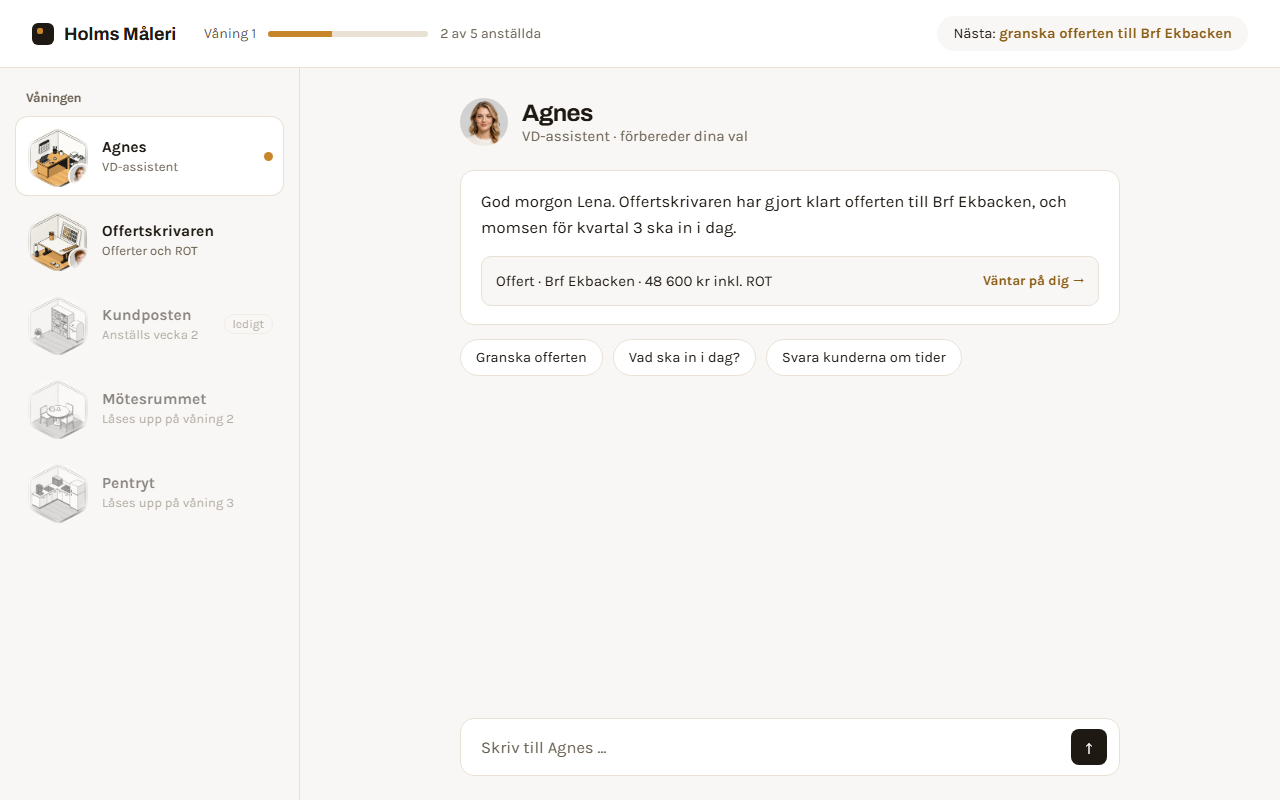 Holms Måleri
Våning 1
2 av 5 anställda
Nästa: granska offerten till Brf Ekbacken
Våningen
Agnes
VD-assistent
Offertskrivaren
Offerter och ROT
Kundposten
Anställs vecka 2
ledigt
Mötesrummet
Låses upp på våning 2
Pentryt
Låses upp på våning 3
Agnes
VD-assistent · förbereder dina val
God morgon Lena. Offertskrivaren har gjort klart offerten till Brf Ekbacken, och
momsen för kvartal 3 ska in i dag.
Offert · Brf Ekbacken · 48 600 kr inkl. ROT
Väntar på dig →
Granska offerten
Vad ska in i dag?
Svara kunderna om tider
Skriv till Agnes …
↑